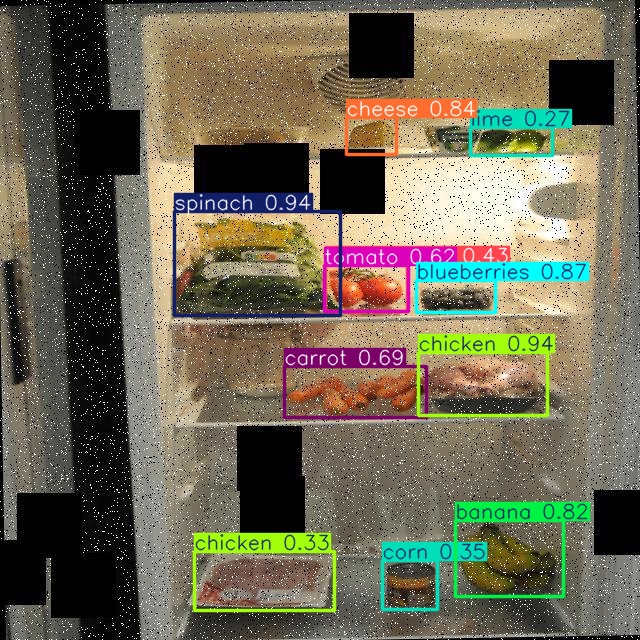 cheese 0.84
lime 0.27
spinach 0.94
tomato 0.62
0.43
blueberries 0.87
chicken 0.94
carrot 0.69
banana 0.82
chicken 0.33
corn 0.35